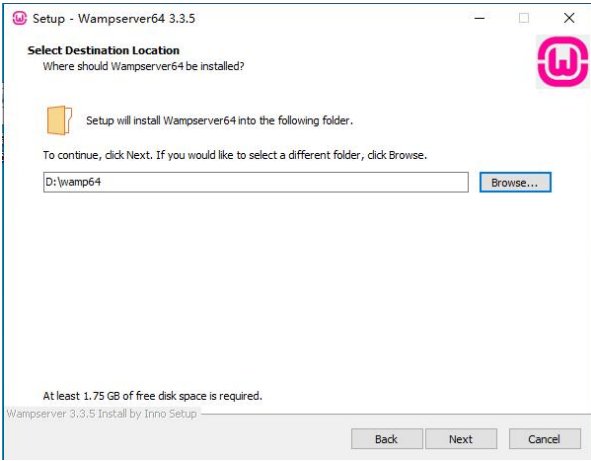 Setup - Wampserver64 3.3.5
Select Destination Location
Where should Wampserver64 be installed?
Setup will install Wampserver64 into the following folder.
To continue, click Next. If you would like to select a different folder, click Browse.
D:\wamp64
Browse...
At least 1.75 GB of free disk space is required.
Wampserver 3.3.5 Install by Inno Setup
Back
Next
Cancel